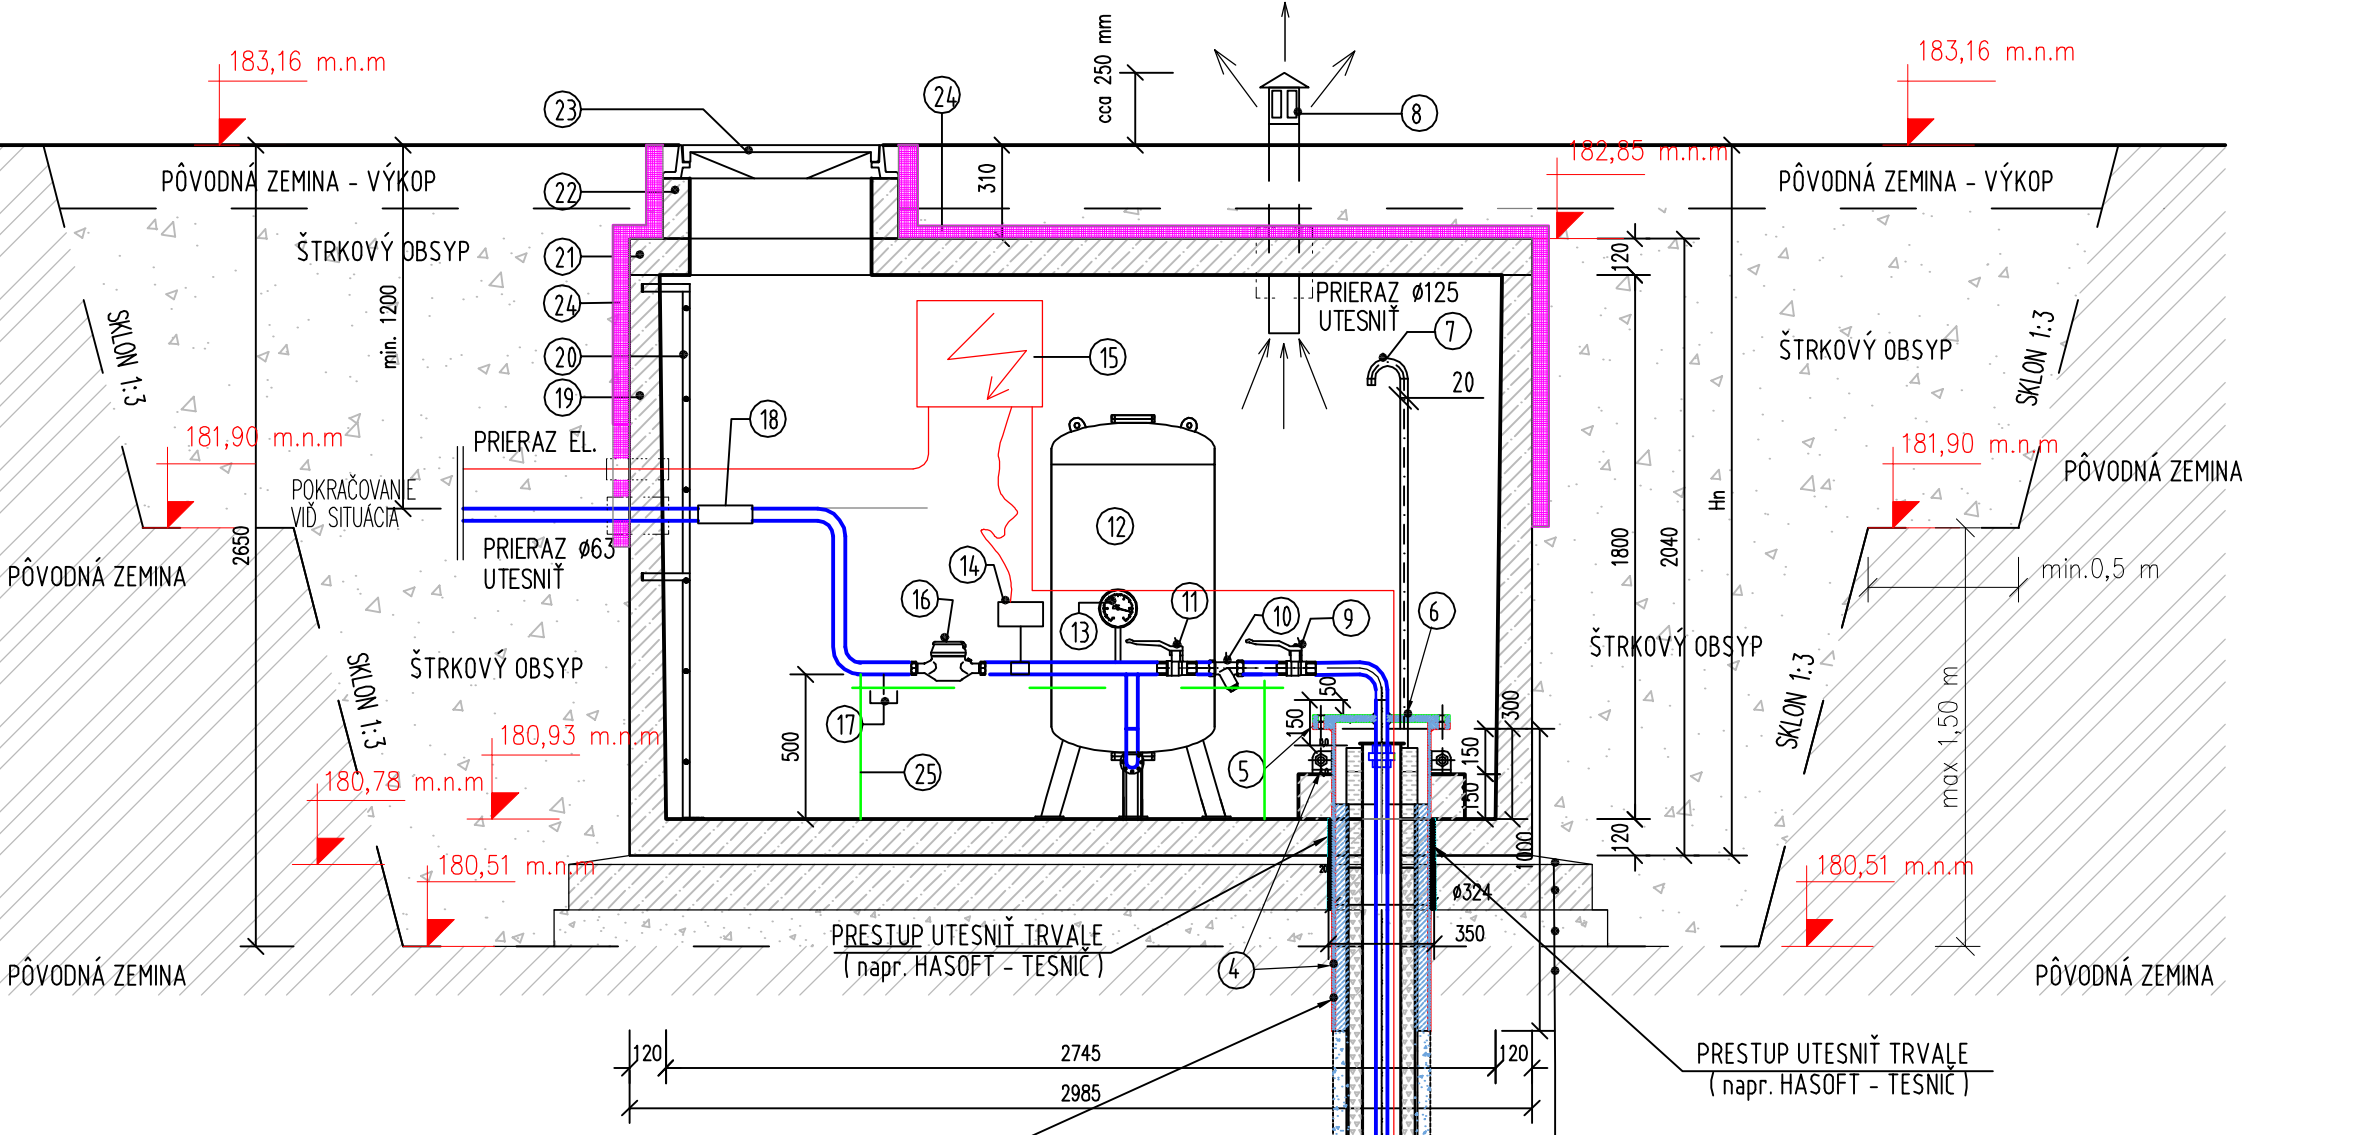 183,16 m.n.m
cca 250 mm
183,16 m.n.m
23
24
8
182,85 m.n.m
PÔVODNÁ ZEMINA - VÝKOP
22
310
PÔVODNÁ ZEMINA - VÝKOP
ŠTRKOVÝ OBSYP
21
120
24
min. 1200
PRIERAZ Ø125
UTESNIŤ
7
SKLON 1:3
20
15
ŠTRKOVÝ OBSYP
SKLON 1:3
19
20
18
181,90 m.n.m
PRIERAZ EL.
181,90 m.n.m
PÔVODNÁ ZEMINA
POKRAČOVANIE
VIĎ SITUÁCIA
12
Hn
2650
PRIERAZ Ø63
UTESNIŤ
1800
2040
PÔVODNÁ ZEMINA
14
min.0,5 m
16
13
11
10
9
6
ŠTRKOVÝ OBSYP
ŠTRKOVÝ OBSYP
SKLON 1:3
SKLON 1:3
50
300
17
180,93 m.n.m
500
150
150
max 1,50 m
180,78 m.n.m
25
5
150
120
1000
180,51 m.n.m
180,51 m.n.m
20
Ø324
PRESTUP UTESNIŤ TRVALE
(napr. HASOFT - TESNIČ)
350
4
PÔVODNÁ ZEMINA
PÔVODNÁ ZEMINA
120
2745
120
PRESTUP UTESNIŤ TRVALE
(napr. HASOFT - TESNIČ)
2985